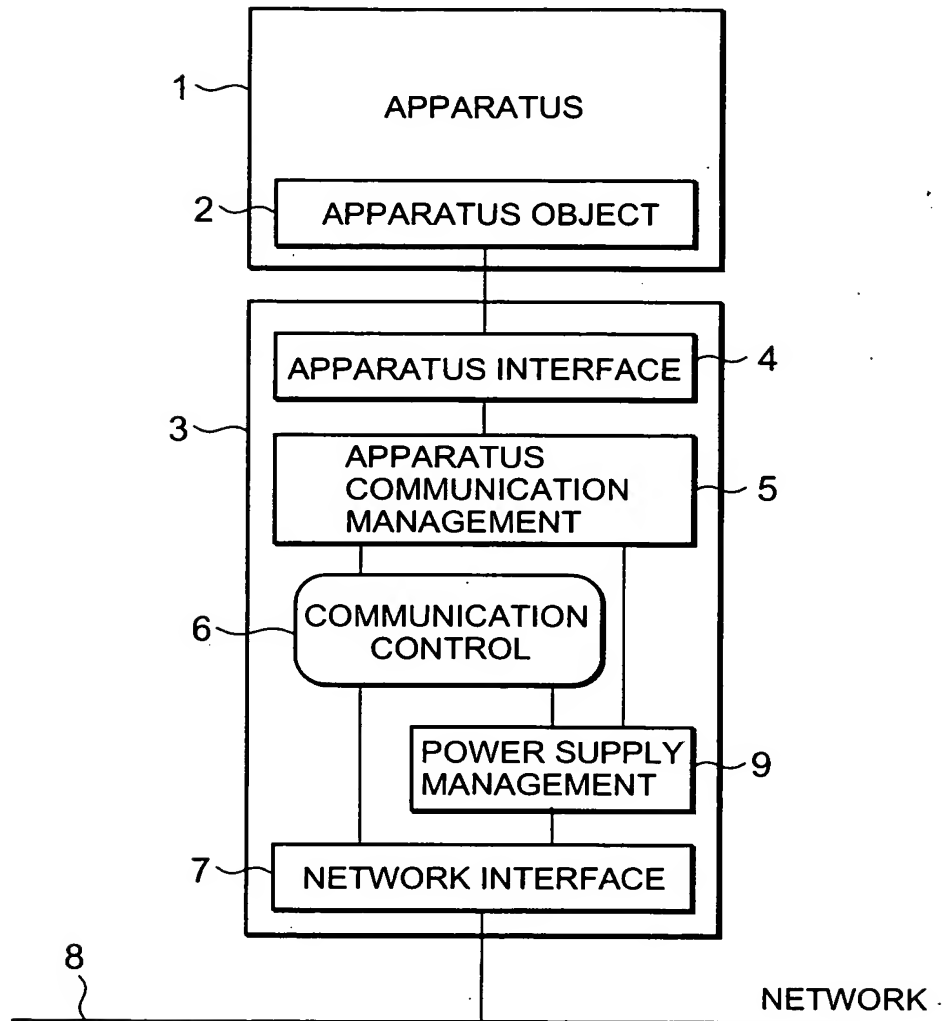 1
APPARATUS
2
APPARATUS OBJECT
APPARATUS INTERFACE
4
3
APPARATUS
COMMUNICATION
MANAGEMENT
5
6
COMMUNICATION
CONTROL
POWER SUPPLY
MANAGEMENT
9
7
NETWORK INTERFACE
8
NETWORK